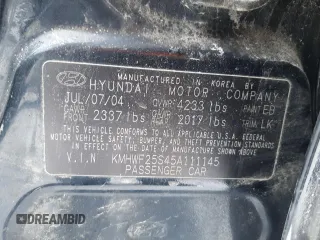 MANUFACTURED IN KOREA BY
HYUNDAI MOTOR COMPANY
JUL/07/04 GVWR 4233 lbs PAINT EB
FRONT 2337 lbs 2017 lbs TRIM LK
THIS VEHICLE CONFORMS TO ALL APPLICABLE U.S.A. FEDERAL
MOTOR VEHICLE SAFETY, BUMPER, AND THEFT PREVENTION
STANDARDS IN EFFECT ON THE DATE OF MANUFACTURE
SHOWN ABOVE.
V.I.N KMHWF25S45A111145
PASSENGER CAR